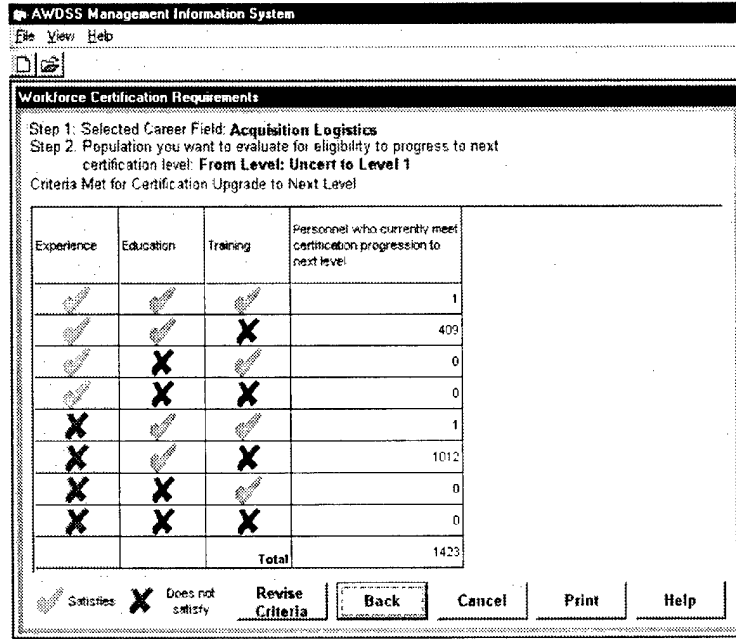 AWDSS Management Information System
File View Help
Workforce Certification Requirements
Step 1: Selected Career Field: Acquisition Logistics
Step 2. Population you want to evaluate for eligibility to progress to next
certification level: From Level: Uncert to Level 1
Criteria Met for Certification Upgrade to Next Level
Experience Education Training Personnel who currently meet
certification progression to
next level
1
409
0
0
1
1012
0
0
Total 1423
Satisfies Does not
satisfy Revise
Criteria Back Cancel Print Help